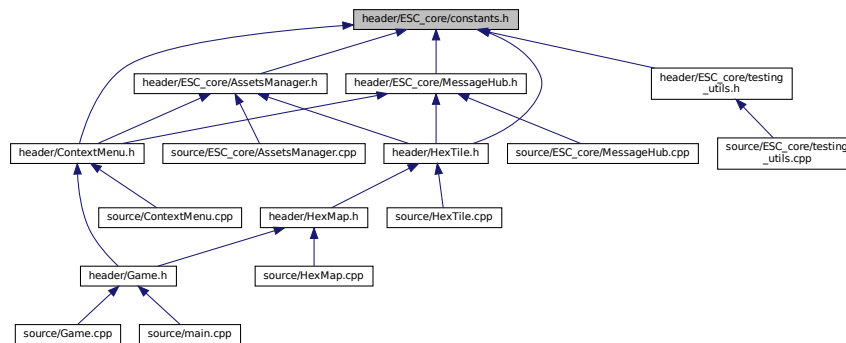 header/ESC_core/constants.h
header/ESC_core/AssetsManager.h
header/ESC_core/MessageHub.h
header/ESC_core/testing
_utils.h
header/ContextMenu.h
source/ESC_core/AssetsManager.cpp
header/HexTile.h
source/ESC_core/MessageHub.cpp
source/ESC_core/testing
_utils.cpp
source/ContextMenu.cpp
header/HexMap.h
source/HexTile.cpp
header/Game.h
source/HexMap.cpp
source/Game.cpp
source/main.cpp